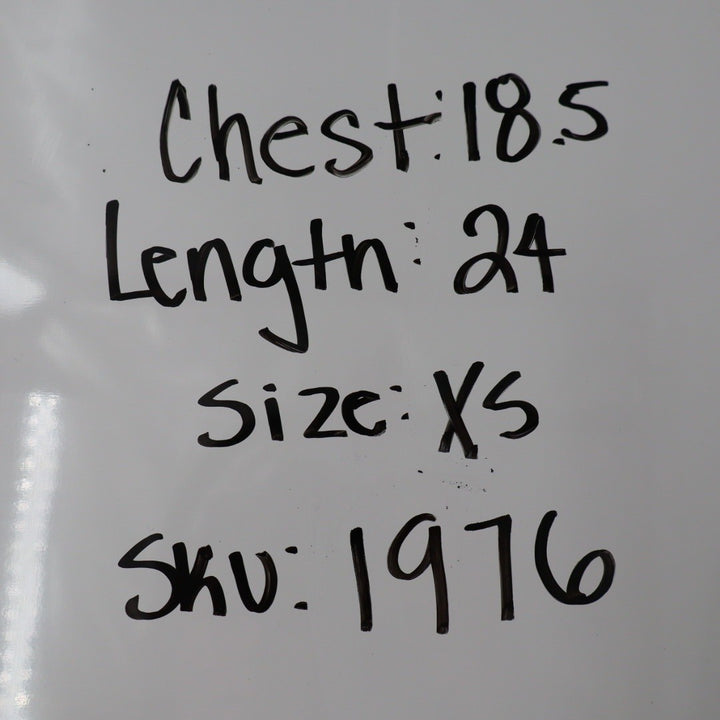 Chest: 18.5
Length: 24
Size: XS
SKU: 1976